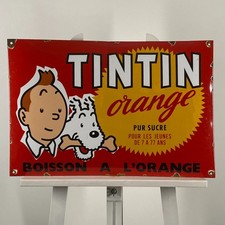 TINTIN
orange
PUR SUCRE
POUR LES JEUNES
DE 7 A 77 ANS
BOISSON A L'ORANGE